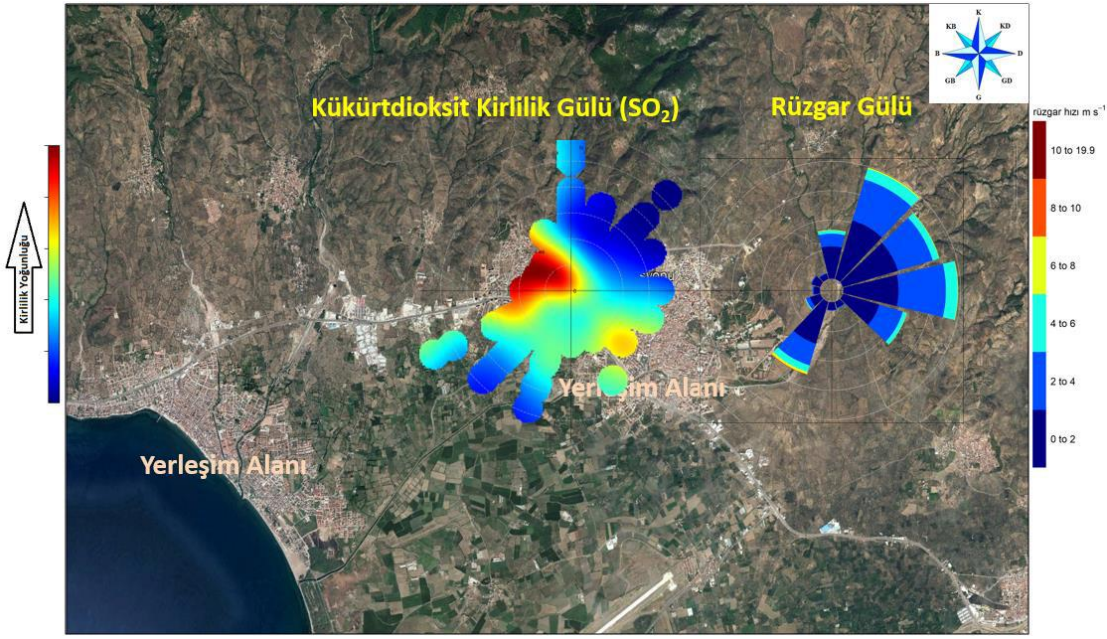 K
KB
KD
B
D
GB
GD
G
Kükürtdioksit Kirlilik Gülü (SO₂)
Rüzgar Gülü
rüzgar hızı m s⁻¹
10 to 19.9
8 to 10
6 to 8
4 to 6
2 to 4
0 to 2
Kirlilik Yoğunluğu
Yerleşim Alanı
Yerleşim Alanı